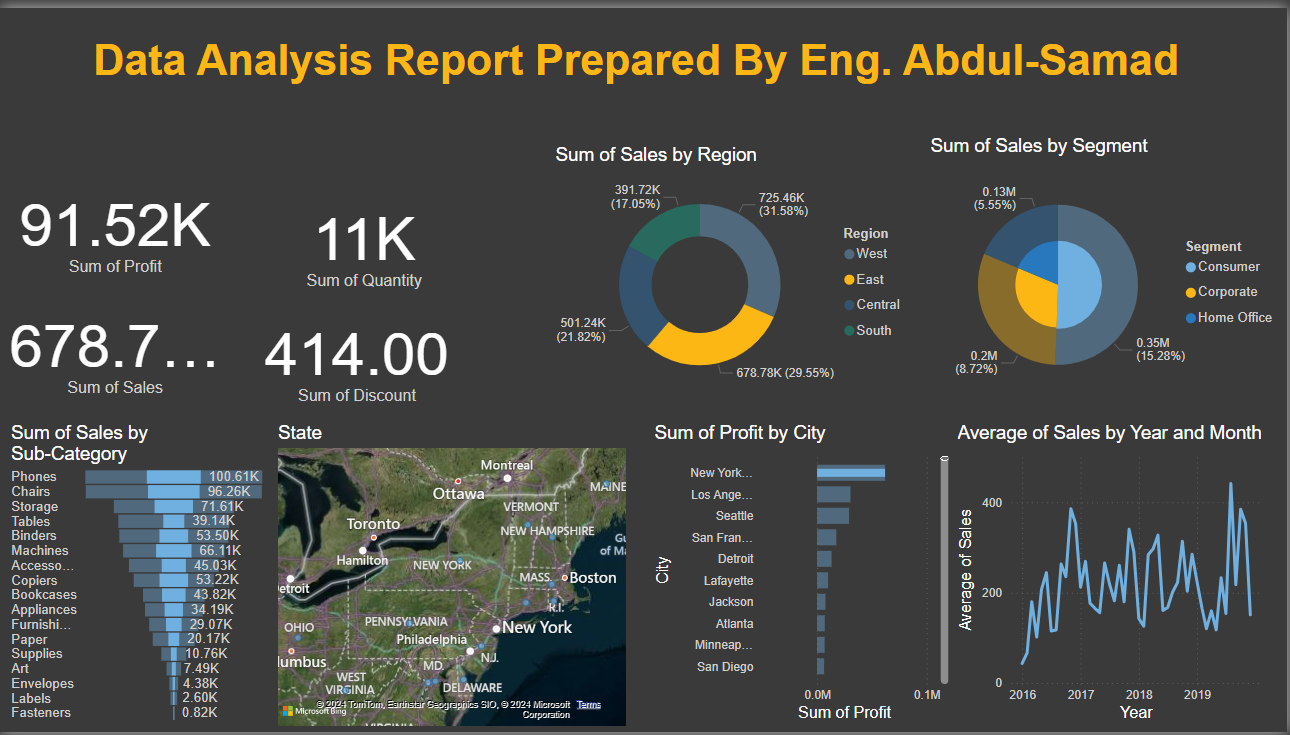 Data Analysis Report Prepared By Eng. Abdul-Samad
91.52K
Sum of Profit
11K
Sum of Quantity
678.7...
Sum of Sales
414.00
Sum of Discount
Sum of Sales by Region
391.72K
(17.05%)
725.46K
(31.58%)
501.24K
(21.82%)
678.78K (29.55%)
Region
West
East
Central
South
Sum of Sales by Segment
0.13M
(5.55%)
0.2M
(8.72%)
0.35M
(15.28%)
Segment
Consumer
Corporate
Home Office
Sum of Sales by
Sub-Category
Phones 100.61K
Chairs 96.26K
Storage 71.61K
Tables 39.14K
Binders 53.50K
Machines 66.11K
Accesso... 45.03K
Copiers 53.22K
Bookcases 43.82K
Appliances 34.19K
Furnishi... 29.07K
Paper 20.17K
Supplies 10.76K
Art 7.49K
Envelopes 4.38K
Labels 2.60K
Fasteners 0.82K
State
Montreal
Ottawa
MAINE
VERMONT
Toronto
NEW HAMPSHIRE
Gu
of Ma
Hamilton
NEW YORK
MASS.
Boston
etroit
R.I.
PENNSYLVANIA
New York
OHIO
Philadelphia
lumbus
MD.
N.J.
WEST
VIRGINIA
DELAWARE
Microsoft Bing
© 2024 TomTom, Earthstar Geographics SIO, © 2024 Microsoft
Corporation
Terms
VIRGINIA
Sum of Profit by City
City
New York...
Los Ange...
Seattle
San Fran...
Detroit
Lafayette
Jackson
Atlanta
Minneap...
San Diego
0.0M 0.1M
Sum of Profit
Average of Sales by Year and Month
Average of Sales
400
200
0
2016 2017 2018 2019
Year